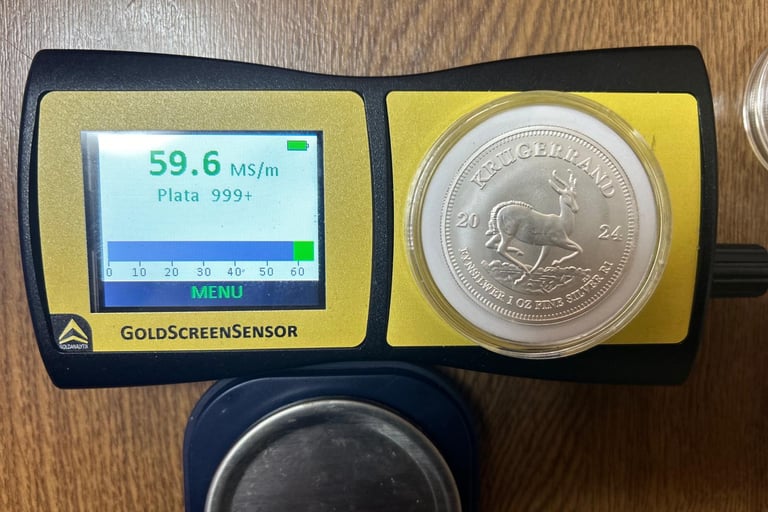 59.6 MS/m
Plata 999+
0 10 20 30 40 50 60
MENU
GOLDSCREENSENSOR
GOLDANALYTIX
KRUGERRAND
20 24
FYNSILWER 1 OZ FINE SILVER R1